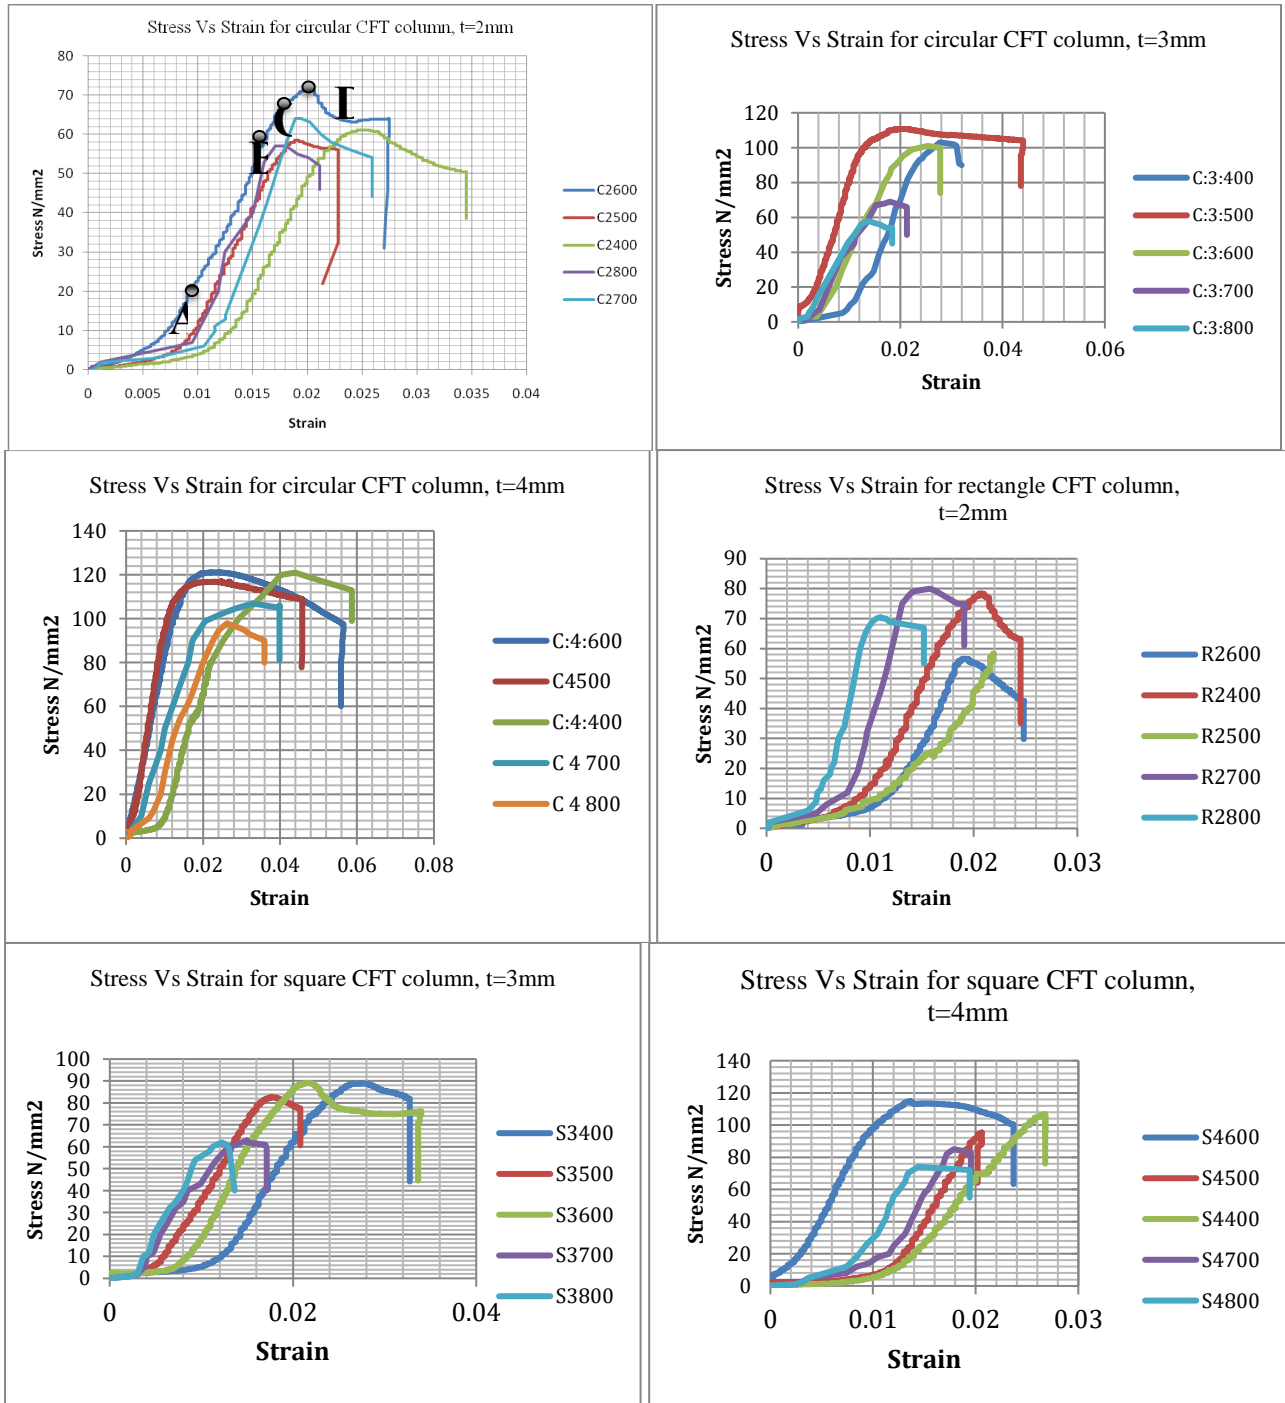 Stress Vs Strain for circular CFT column, t=2mm
80
70
60
50
40
30
20
10
0
Stress N/mm2
A
C
0
0.005
0.01
0.015
0.02
0.025
0.03
0.035
0.04
Strain
C2600
C2500
C2400
C2800
C2700
Stress Vs Strain for circular CFT column, t=3mm
120
100
80
60
40
20
0
Stress N/mm2
0
0.02
0.04
0.06
Strain
C:3:400
C:3:500
C:3:600
C:3:700
C:3:800
Stress Vs Strain for circular CFT column, t=4mm
140
120
100
80
60
40
20
0
Stress N/mm2
0
0.02
0.04
0.06
0.08
Strain
C:4:600
C4500
C:4:400
C 4 700
C 4 800
Stress Vs Strain for rectangle CFT column,
t=2mm
90
80
70
60
50
40
30
20
10
0
Stress N/mm2
0
0.01
0.02
0.03
R2600
R2400
R2500
R2700
R2800
Stress Vs Strain for square CFT column, t=3mm
100
90
80
70
60
50
40
30
20
10
0
Stress N/mm2
0
0.02
0.04
Strain
S3400
S3500
S3600
S3700
S3800
Stress Vs Strain for square CFT column,
t=4mm
140
120
100
80
60
40
20
0
Stress N/mm2
0
0.01
0.02
0.03
Strain
S4600
S4500
S4400
S4700
S4800